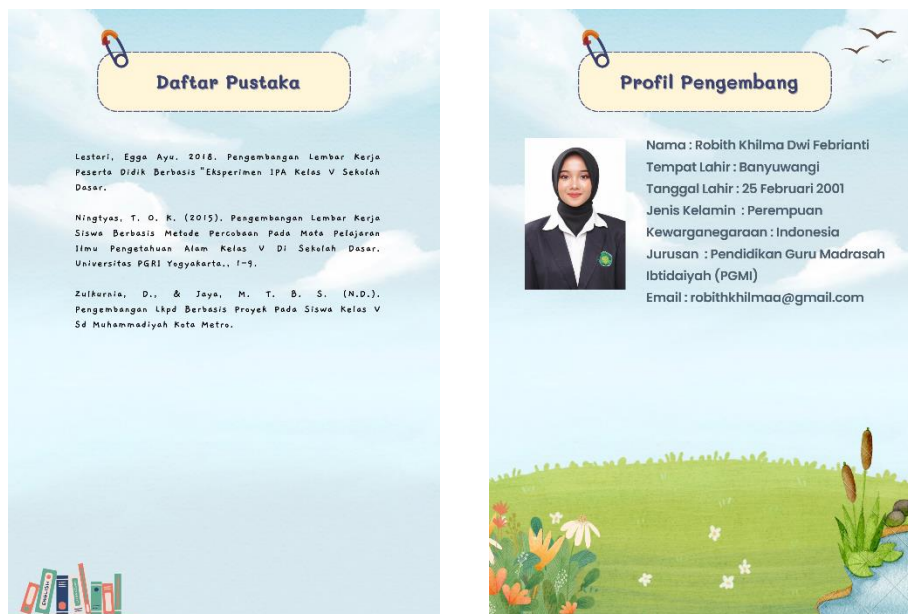 Daftar Pustaka
Lestari, Egga Ayu. 2018. Pengembangan Lembar Kerja
Peserta Didik Berbasis "Eksperimen IPA Kelas V Sekolah
Dasar.
Ningtyas, T. O. K. (2015). Pengembangan Lembar Kerja
Siswa Berbasis Metode Percobaan Pada Mata Pelajaran
Ilmu Pengetahuan Alam Kelas V Di Sekolah Dasar.
Universitas PGRI Yogyakarta., 1-9.
Zulkurnia, D., & Jaya, M. T. B. S. (N.D.).
Pengembangan Lkpd Berbasis Proyek Pada Siswa Kelas V
Sd Muhammadiyah Kota Metro.
ENGLISH
Profil Pengembang
Nama : Robith Khilma Dwi Febrianti
Tempat Lahir : Banyuwangi
Tanggal Lahir : 25 Februari 2001
Jenis Kelamin : Perempuan
Kewarganegaraan : Indonesia
Jurusan : Pendidikan Guru Madrasah
Ibtidaiyah (PGMI)
Email : robithkhilmaa@gmail.com